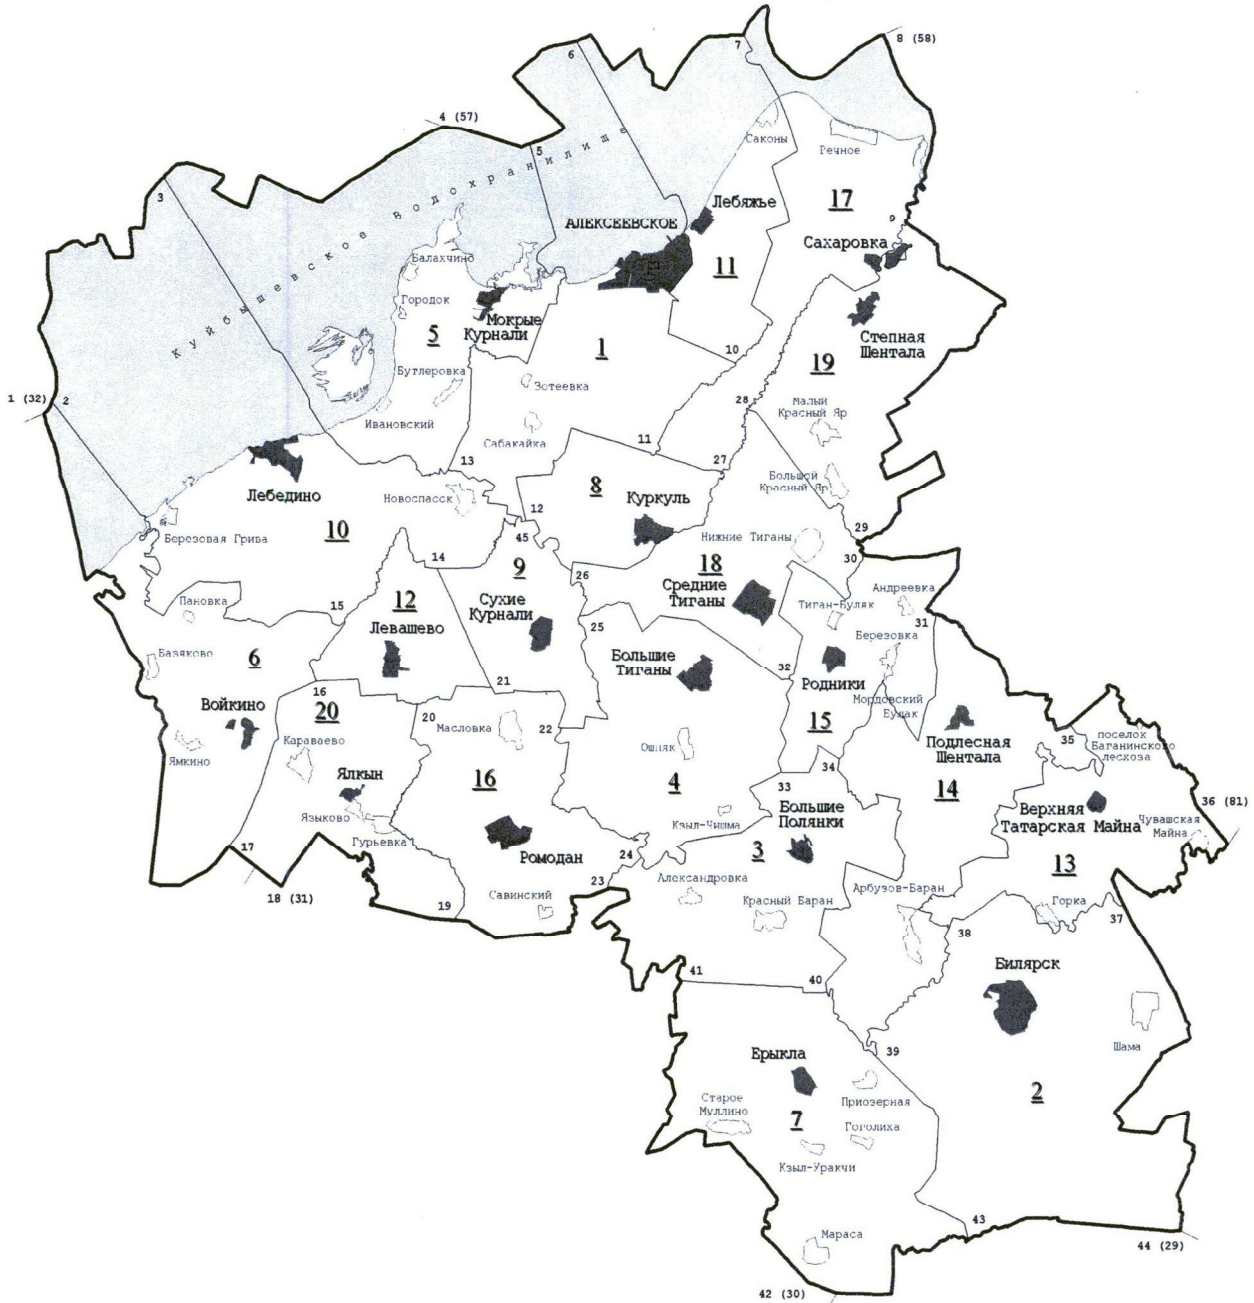 6
7
8 (58)
4 (57)
5
3
Куйбышевское водохранилище
Саконы
Речное
17
Лебяжье
АЛЕКСЕЕВСКОЕ
9
Сахаровка
11
Балахчино
Городок
Мокрые
Курнали
5
1
Степная
Шентала
10
19
Зотеевка
Бутлеровка
1 (32)
2
28
Малый
Красный Яр
Ивановский
Сабакайка
11
13
27
Большой
Красный Яр
8
Лебедино
Новоспасск
Куркуль
12
29
10
45
Березовая Грива
Нижние Тиганы
14
9
18
30
26
Средние
Тиганы
Андреевка
Пановка
12
Сухие
Курнали
15
Тиган-Буляк
Левашево
25
31
Березовка
Базяково
6
Большие
Тиганы
32
Родники
16
21
Мордовский
Булак
Войкино
20
20
Масловка
22
15
35
поселок
Баганинского
лесхоза
Караваево
Ошняк
Подлесная
Шентала
Ямкино
34
Ялкын
16
4
33
14
36 (81)
Большие
Полянки
Верхняя
Татарская Майна
Языково
Кзыл-Чишма
Чувашская
Майна
Гурьевка
17
3
Ромодан
24
13
Александровка
23
Арбузов-Баран
18 (31)
Савинский
Красный Баран
Горка
19
37
38
Билярск
41
40
Шама
39
Ерыкла
2
Старое
Муллино
Приозерная
7
Гоголиха
Кзыл-Уракчи
43
Мараса
44 (29)
42 (30)